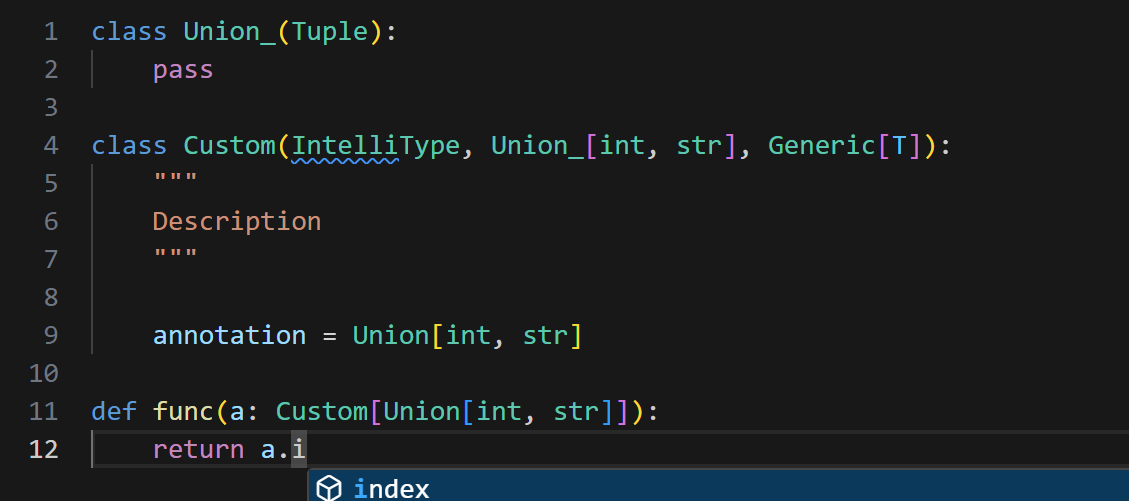 1 class Union_(Tuple):
2     pass
3
4 class Custom(IntelliType, Union_[int, str], Generic[T]):
5     """
6     Description
7     """
8
9     annotation = Union[int, str]
10
11 def func(a: Custom[Union[int, str]]):
12     return a.i
index